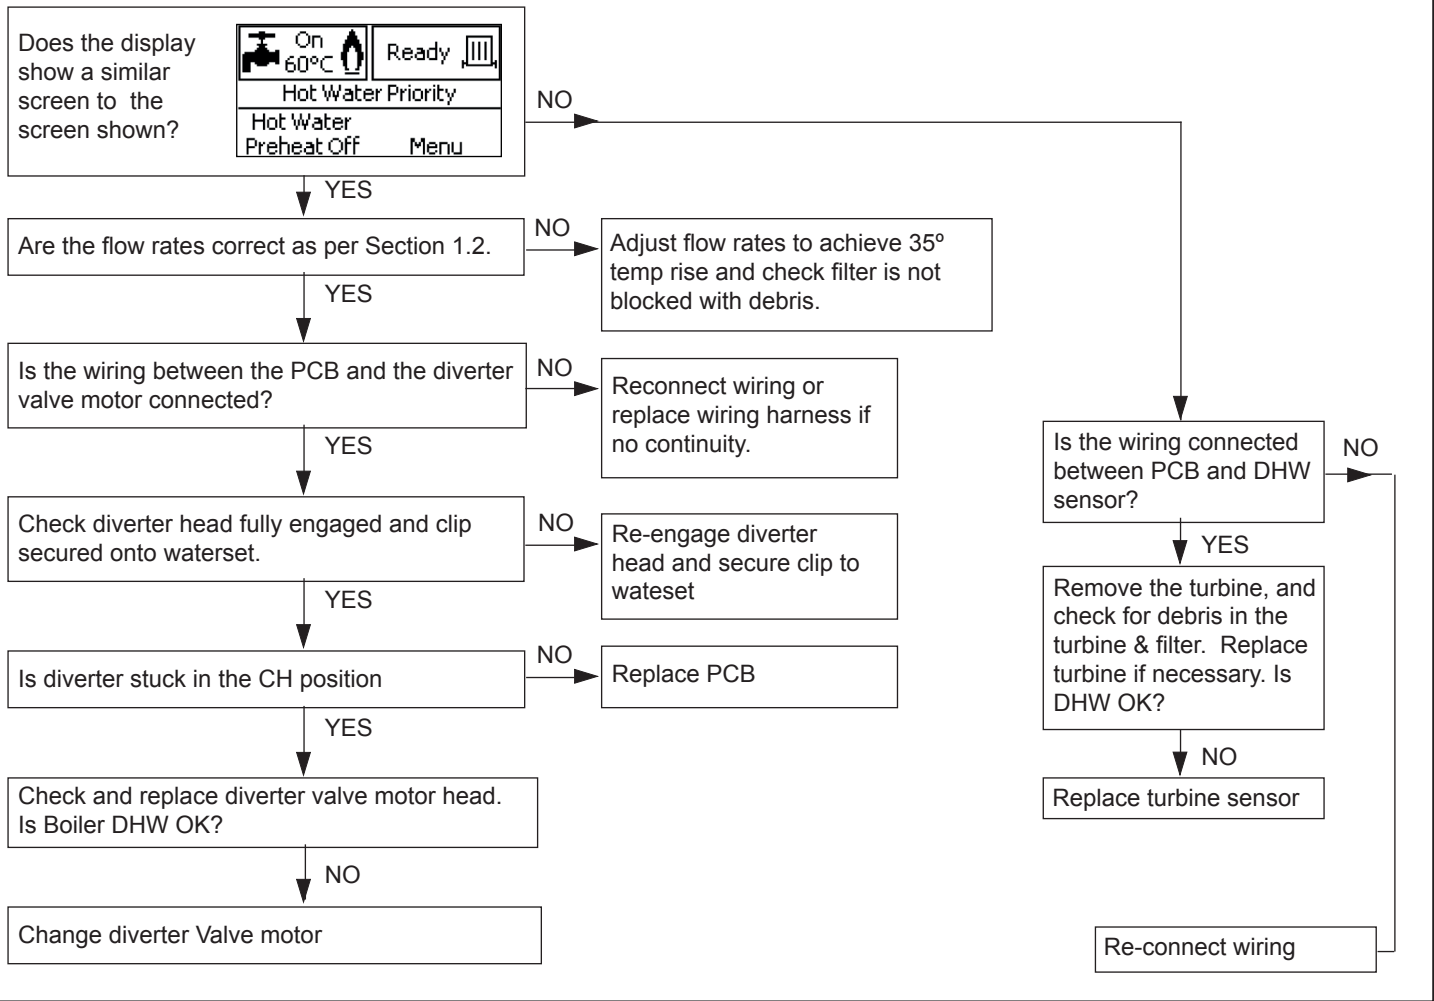 Does the display
show a similar
screen to  the
screen shown?
On
60°C
Ready
Hot Water Priority
Hot Water
Preheat Off
Menu
NO
YES
Are the flow rates correct as per Section 1.2.
NO
Adjust flow rates to achieve 35º
temp rise and check filter is not
blocked with debris.
YES
Is the wiring between the PCB and the diverter
valve motor connected?
NO
Reconnect wiring or
replace wiring harness if
no continuity.
YES
Check diverter head fully engaged and clip
secured onto waterset.
NO
Re-engage diverter
head and secure clip to
wateset
YES
Is diverter stuck in the CH position
NO
Replace PCB
YES
Check and replace diverter valve motor head.
Is Boiler DHW OK?
NO
Change diverter Valve motor
Is the wiring connected
between PCB and DHW
sensor?
NO
YES
Remove the turbine, and
check for debris in the
turbine & filter.  Replace
turbine if necessary. Is
DHW OK?
NO
Replace turbine sensor
Re-connect wiring